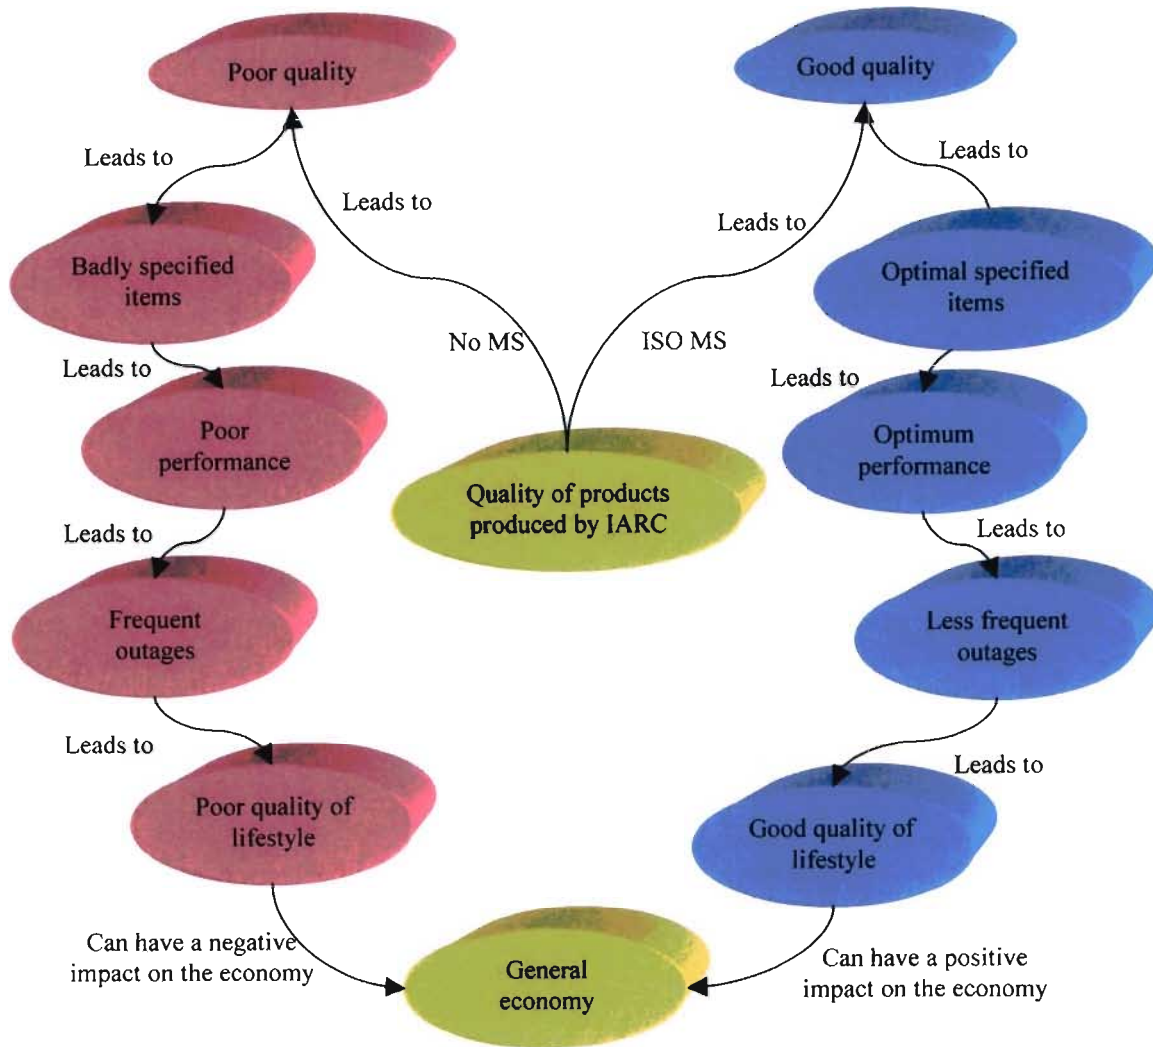 Poor quality
Good quality
Leads to
Leads to
Leads to
Leads to
Badly specified
items
Optimal specified
items
No MS
ISO MS
Leads to
Leads to
Poor
performance
Quality of products
produced by IARC
Optimum
performance
Leads to
Leads to
Frequent
outages
Less frequent
outages
Leads to
Leads to
Poor quality of
lifestyle
Good quality of
lifestyle
Can have a negative
impact on the economy
General
economy
Can have a positive
impact on the economy